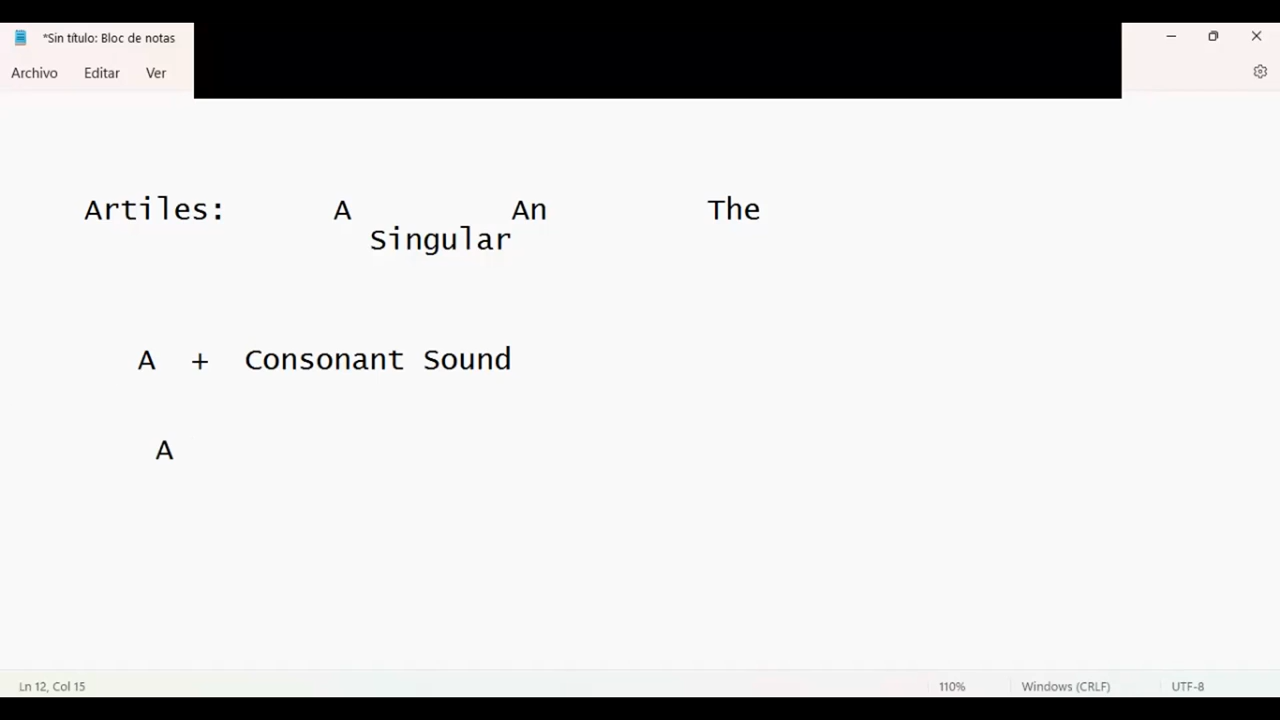 *Sin título: Bloc de notas
Archivo Editar Ver
Artiles: A An The
Singular
A + Consonant Sound
A
Ln 12, Col 15 110% Windows (CRLF) UTF-8